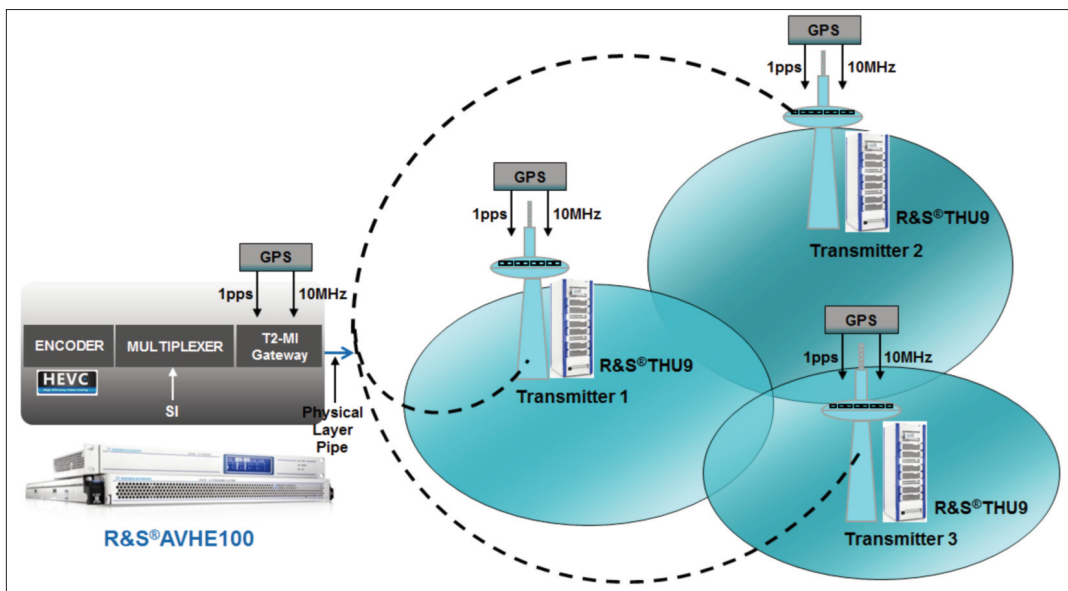 GPS
1pps
10MHz
R&S®THU9
Transmitter 2
GPS
1pps
10MHz
R&S®THU9
Transmitter 1
GPS
1pps
10MHz
ENCODER
MULTIPLEXER
T2-MI
Gateway
HEVC
SI
Physical
Layer
Pipe
R&S®AVHE100
GPS
1pps
10MHz
R&S®THU9
Transmitter 3